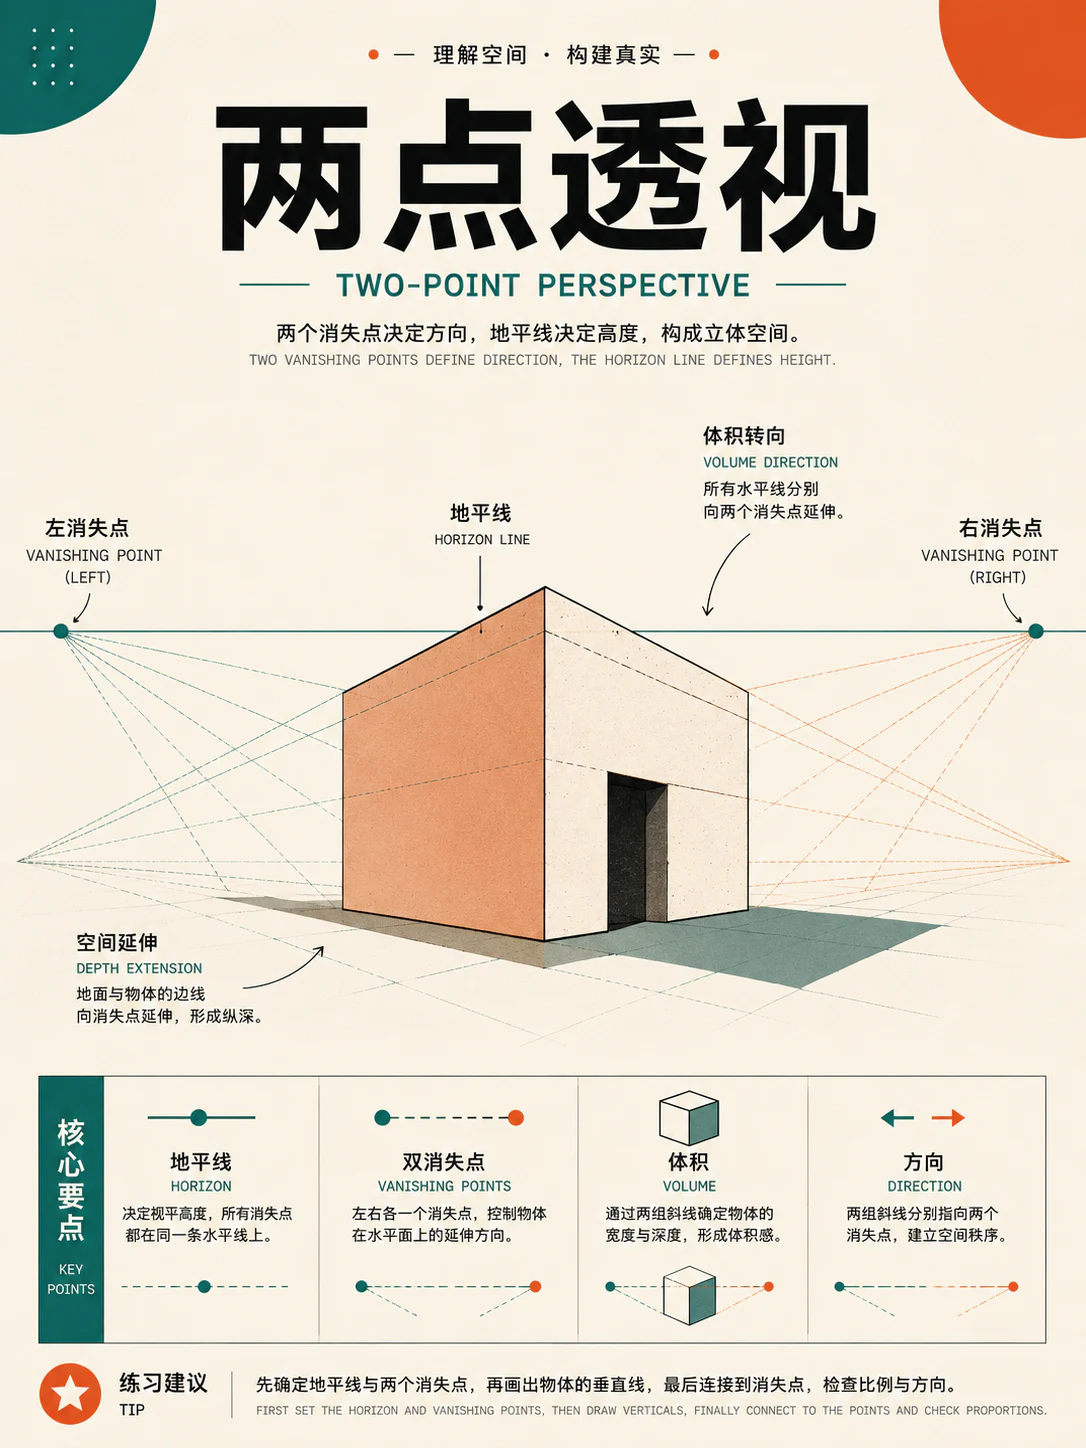 理解空间 · 构建真实
两点透视
TWO-POINT PERSPECTIVE
两个消失点决定方向，地平线决定高度，构成立体空间。
TWO VANISHING POINTS DEFINE DIRECTION, THE HORIZON LINE DEFINES HEIGHT.
体积转向
VOLUME DIRECTION
所有水平线分别
向两个消失点延伸。
地平线
HORIZON LINE
左消失点
VANISHING POINT
(LEFT)
右消失点
VANISHING POINT
(RIGHT)
空间延伸
DEPTH EXTENSION
地面与物体的边线
向消失点延伸，形成纵深。
核心要点
KEY
POINTS
地平线
HORIZON
决定视平高度，所有消失点
都在同一条水平线上。
双消失点
VANISHING POINTS
左右各一个消失点，控制物体
在水平面上的延伸方向。
体积
VOLUME
通过两组斜线确定物体的
宽度与深度，形成体积感。
方向
DIRECTION
两组斜线分别指向两个
消失点，建立空间秩序。
练习建议
TIP
先确定地平线与两个消失点，再画出物体的垂直线，最后连接到消失点，检查比例与方向。
FIRST SET THE HORIZON AND VANISHING POINTS, THEN DRAW VERTICALS, FINALLY CONNECT TO THE POINTS AND CHECK PROPORTIONS.